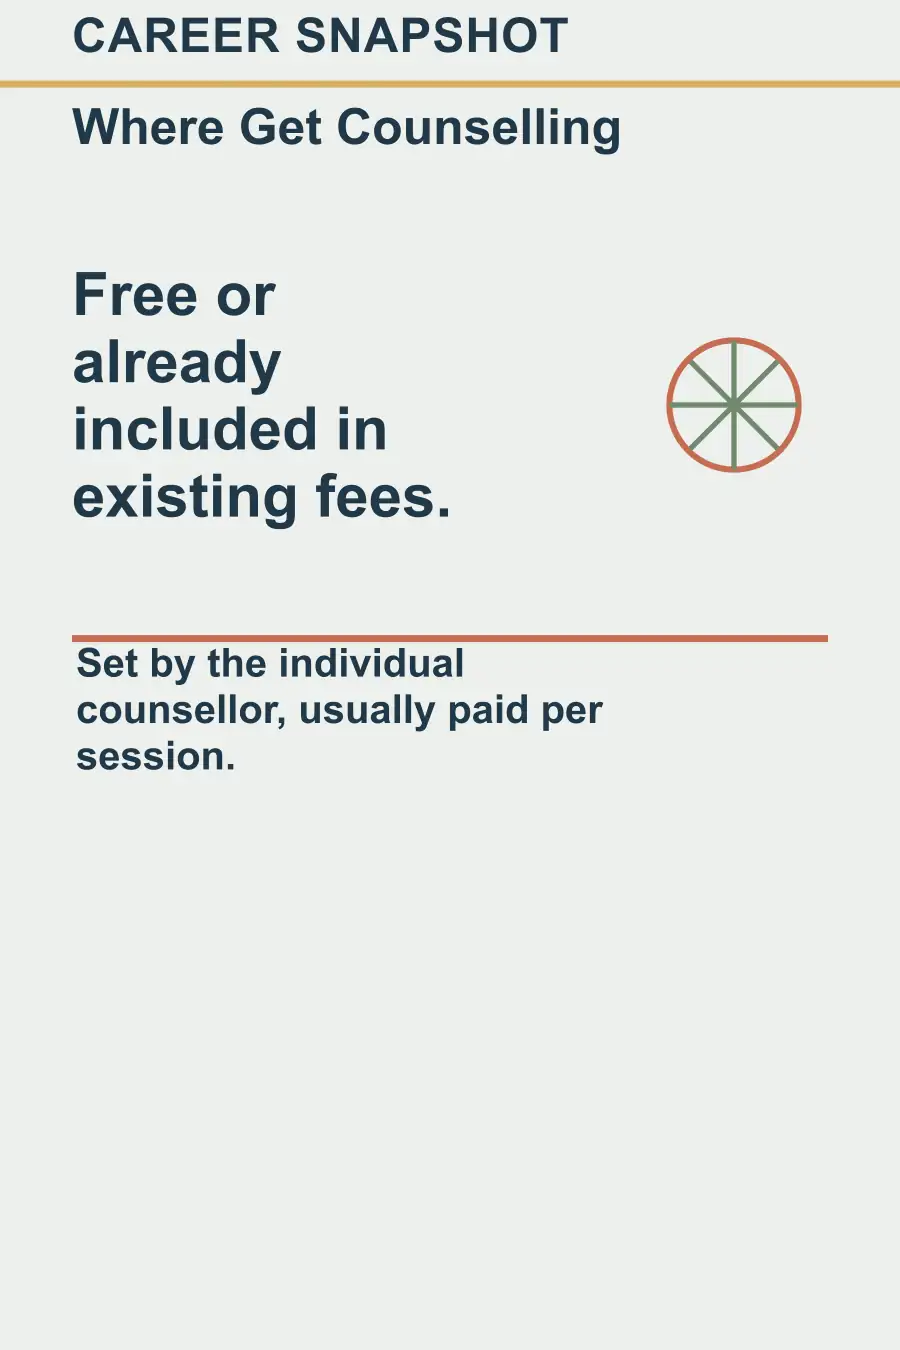 CAREER SNAPSHOT
Where Get Counselling
Free or
already
included in
existing fees.
Set by the individual
counsellor, usually paid per
session.